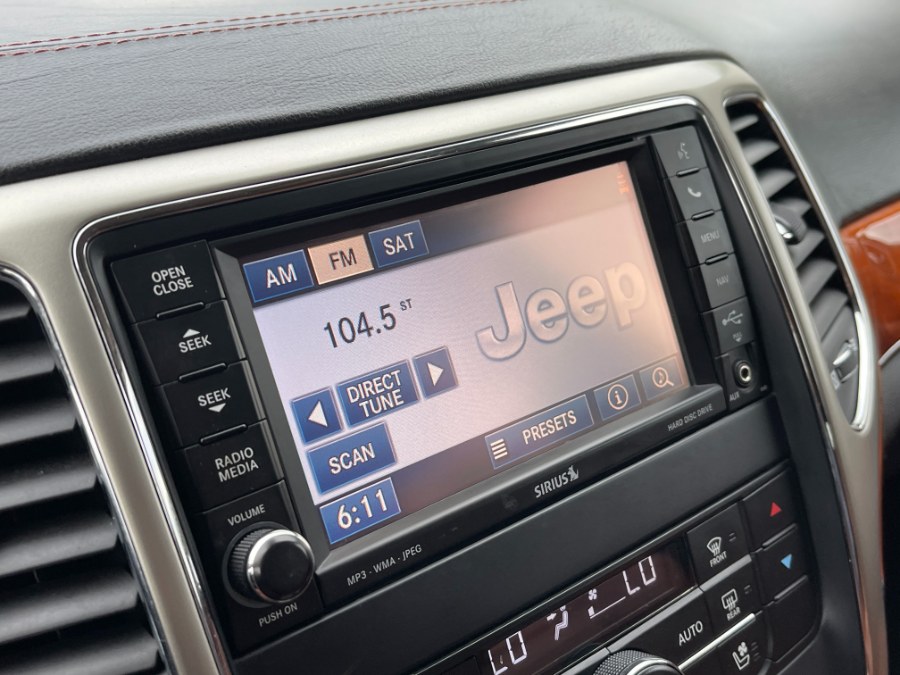 OPEN
CLOSE
SEEK
SEEK
RADIO
MEDIA
VOLUME
PUSH ON
AM
FM
SAT
104.5 ST
Jeep
DIRECT
TUNE
SCAN
6:11
PRESETS
i
MP3 - WMA - JPEG
SIRIUS
HARD DISC DRIVE
MENU
NAV
AUX
LO
LO
FRONT
REAR
AUTO